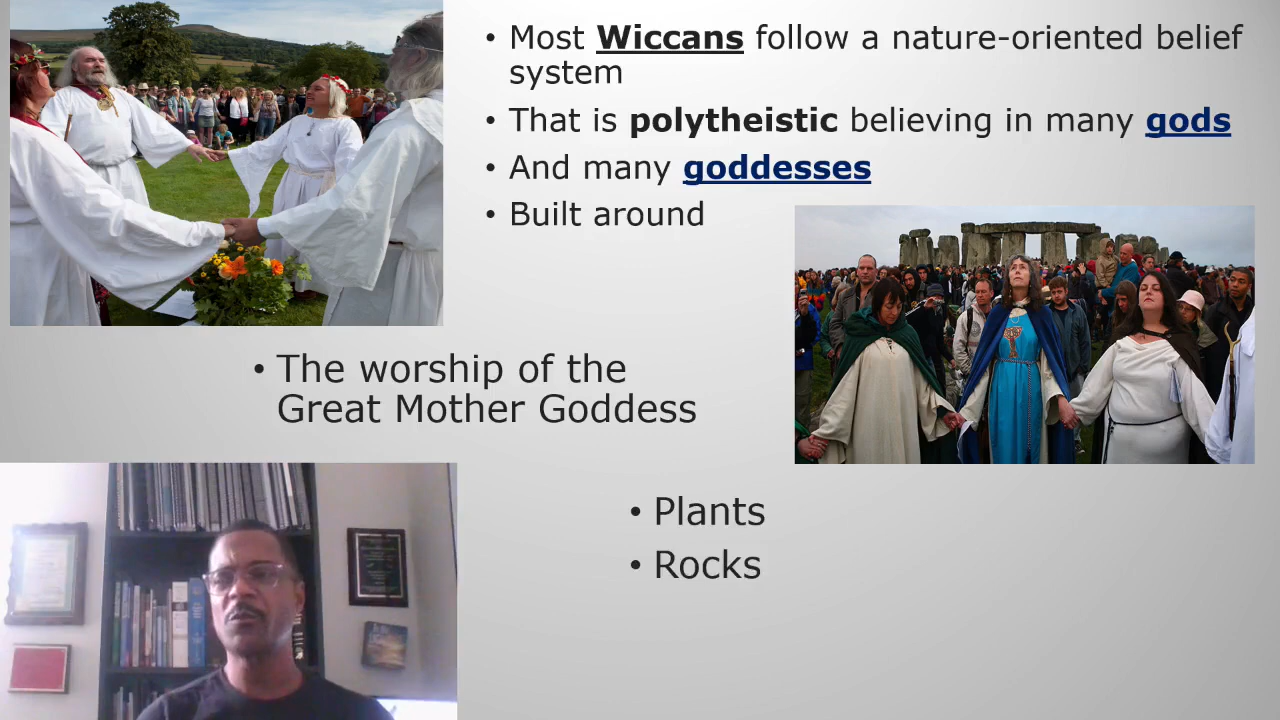 • Most Wiccans follow a nature-oriented belief
system
• That is polytheistic believing in many gods
• And many goddesses
• Built around
• The worship of the
Great Mother Goddess
• Plants
• Rocks